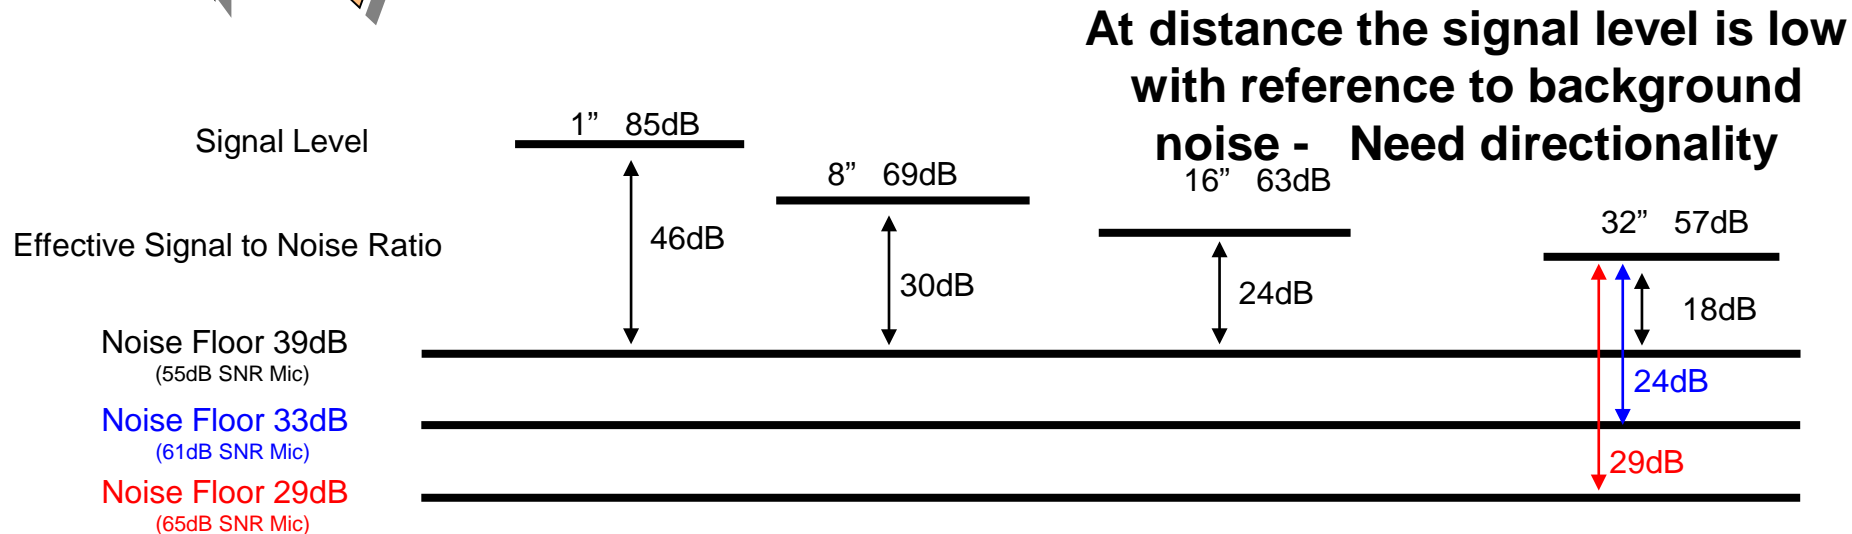 At distance the signal level is low
with reference to background
noise - Need directionality
Signal Level
1” 85dB
8” 69dB
16” 63dB
32” 57dB
Effective Signal to Noise Ratio
46dB
30dB
24dB
18dB
Noise Floor 39dB
(55dB SNR Mic)
24dB
Noise Floor 33dB
(61dB SNR Mic)
29dB
Noise Floor 29dB
(65dB SNR Mic)